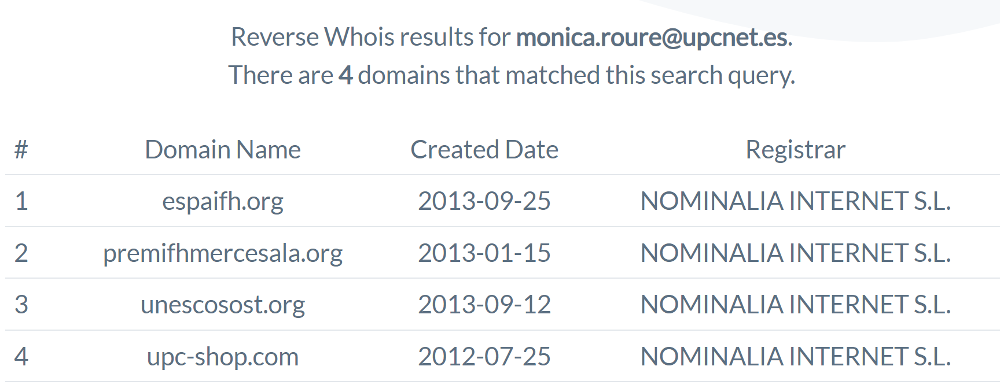 Reverse Whois results for monica.roure@upcnet.es.
There are 4 domains that matched this search query.
# Domain Name Created Date Registrar
1 espaifh.org 2013-09-25 NOMINALIA INTERNET S.L.
2 premifhmercesala.org 2013-01-15 NOMINALIA INTERNET S.L.
3 unescosost.org 2013-09-12 NOMINALIA INTERNET S.L.
4 upc-shop.com 2012-07-25 NOMINALIA INTERNET S.L.